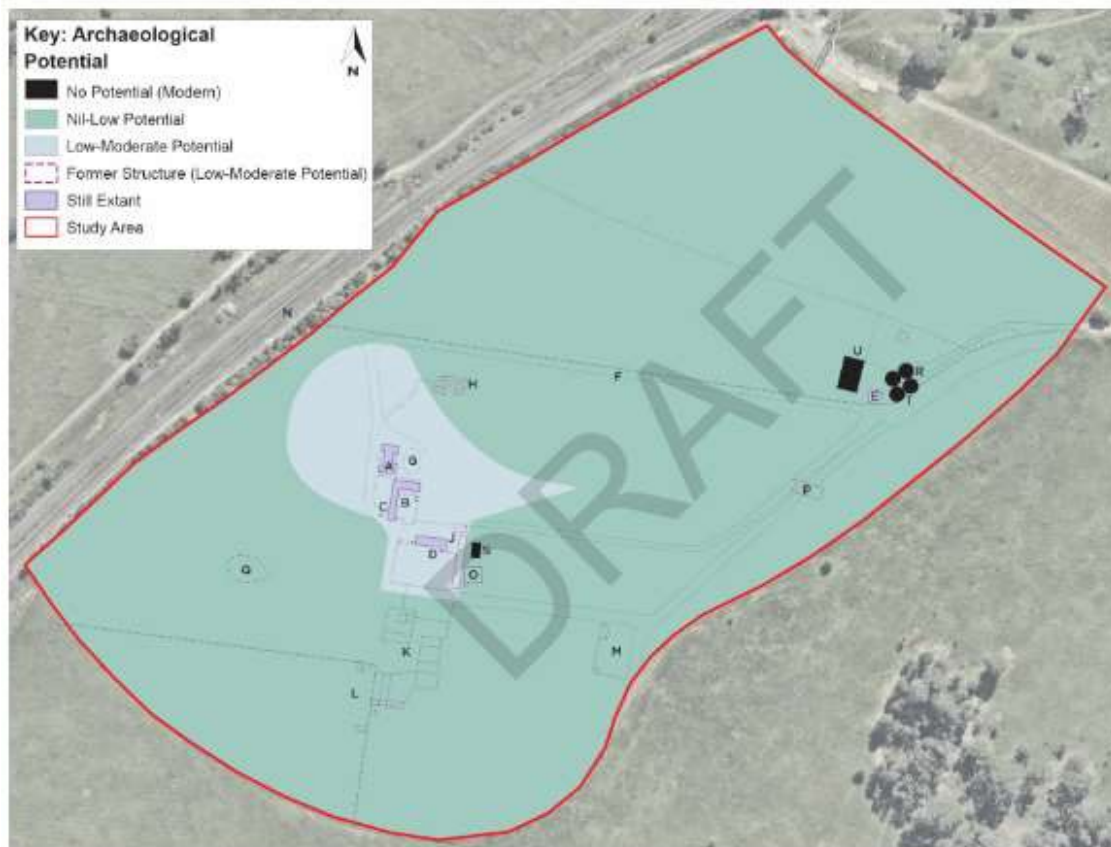 Key: Archaeological
Potential
N
No Potential (Modern)
Nil-Low Potential
Low-Moderate Potential
Former Structure (Low-Moderate Potential)
Still Extant
Study Area
DRAFT
N
H
F
U
R
E
T
A
G
C
B
P
J
D
S
O
Q
K
M
L